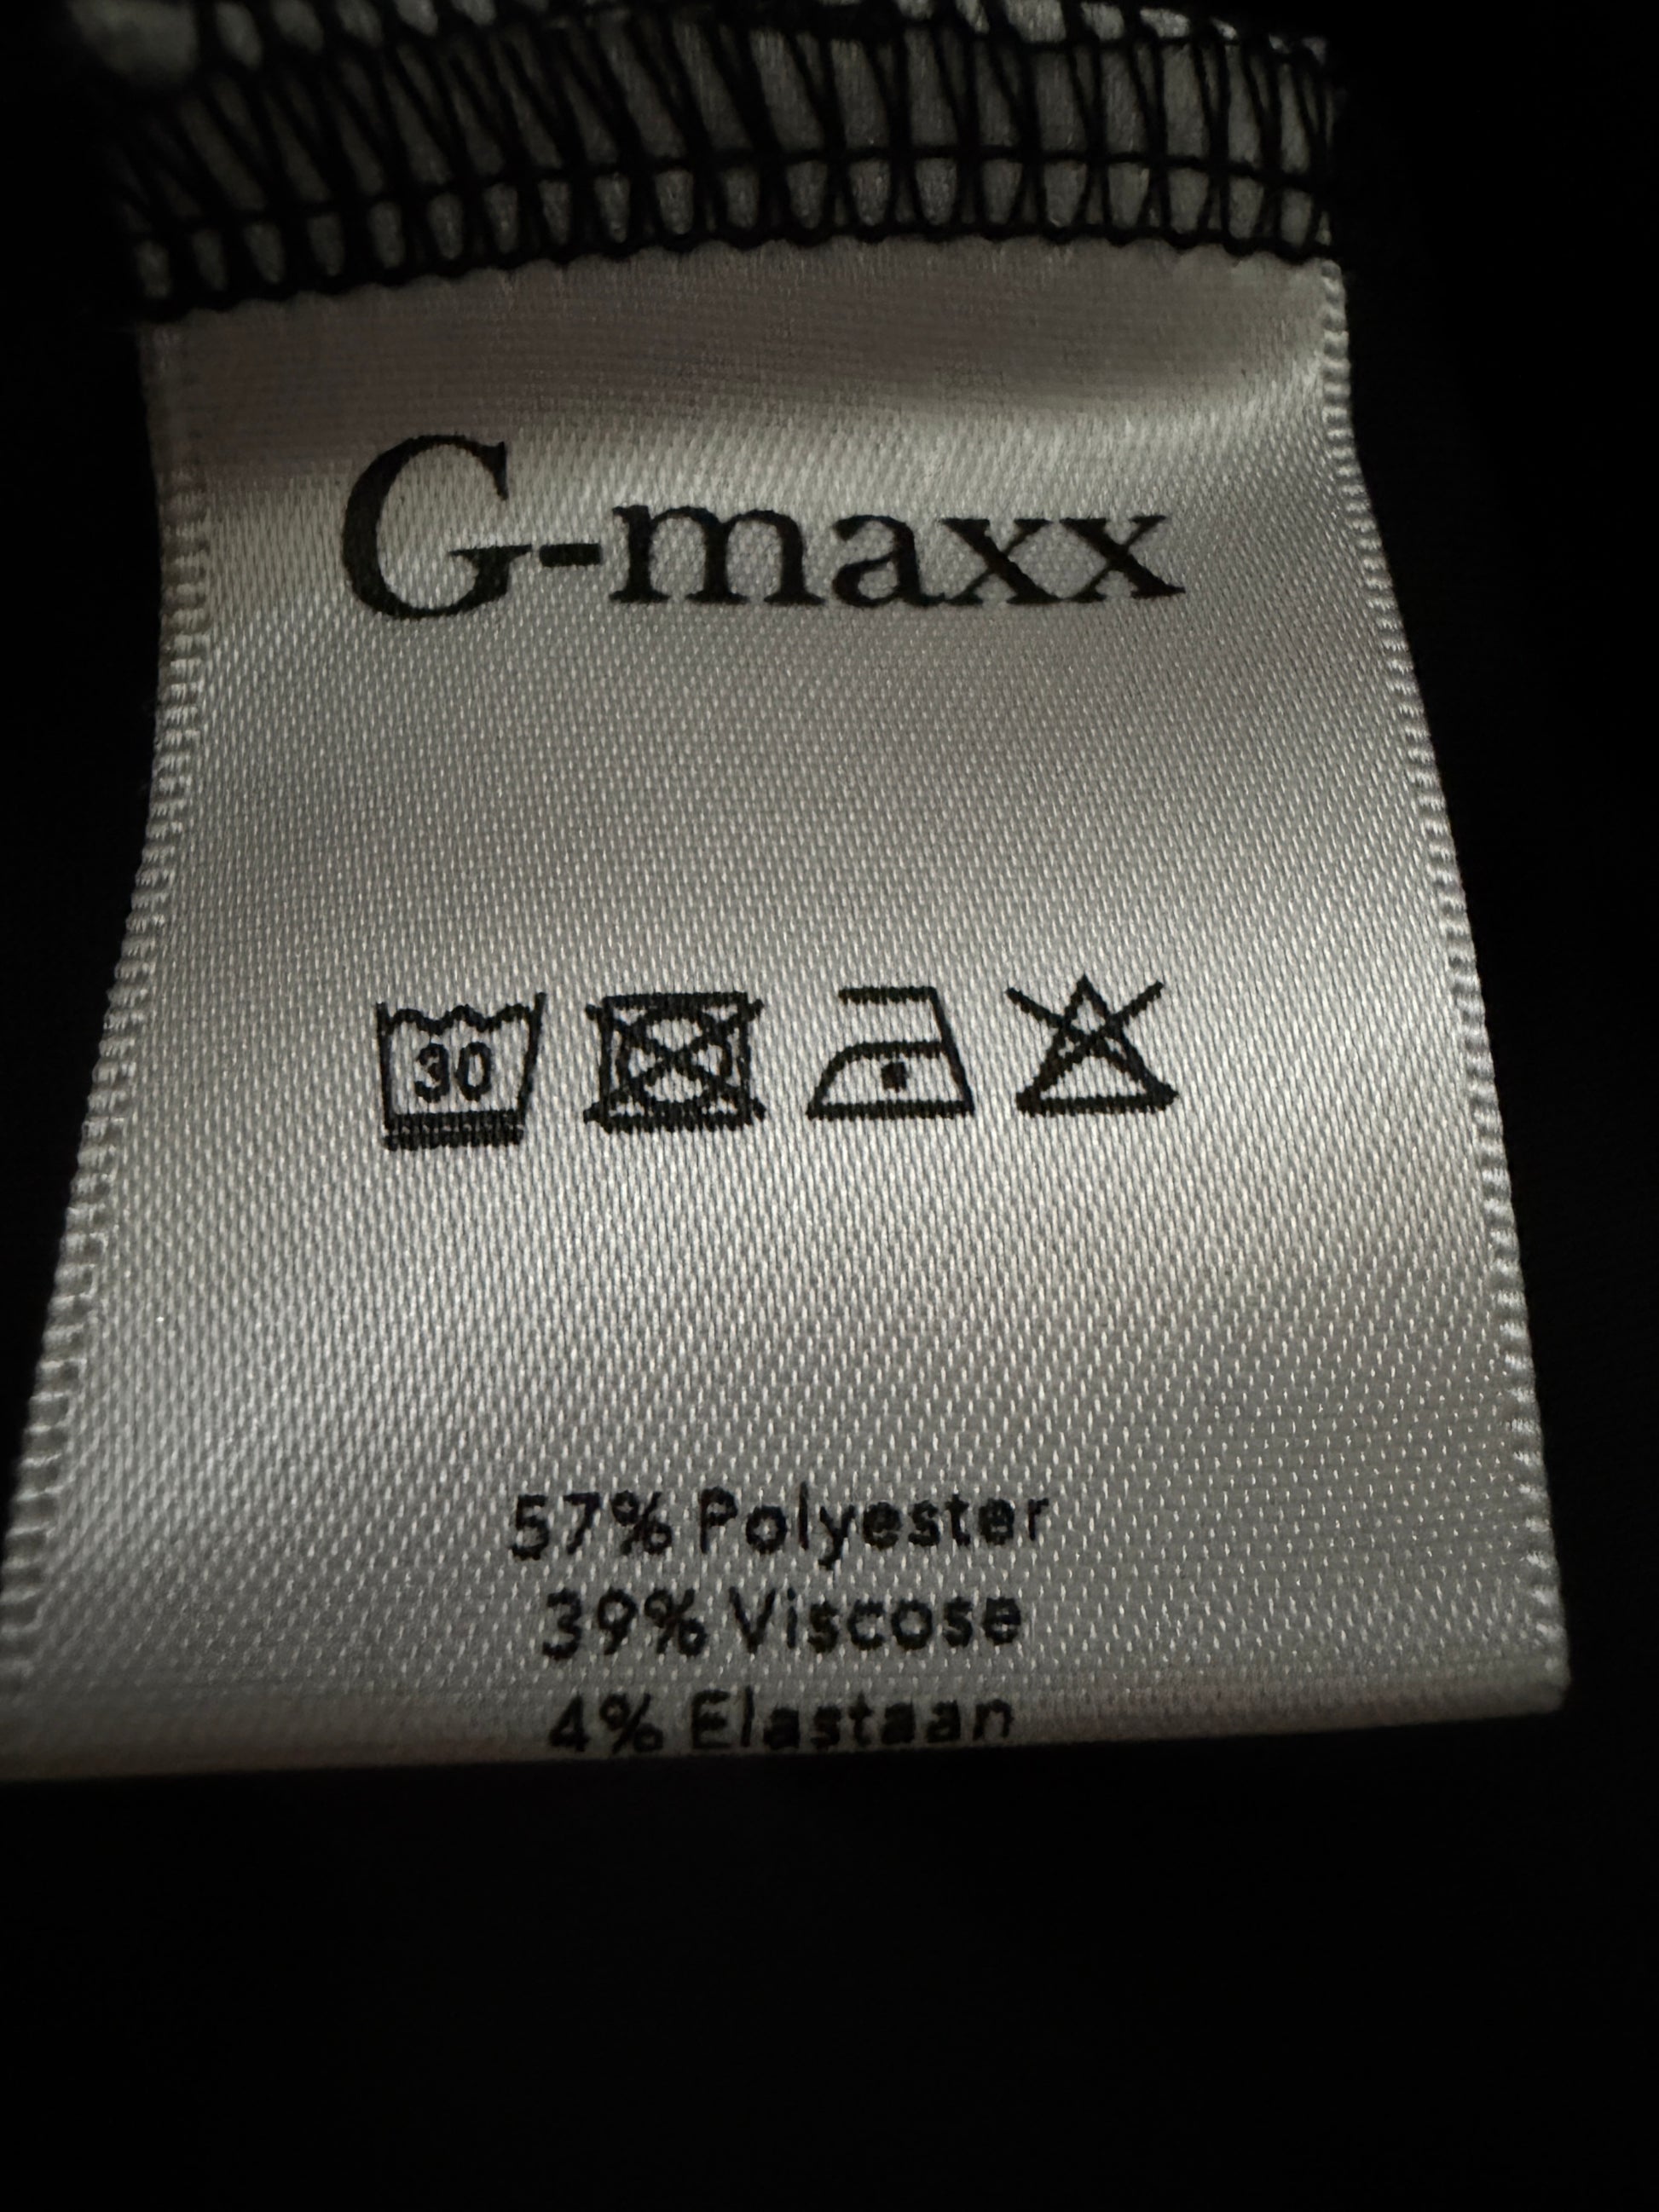 G-maxx
30
57% Polyester
39% Viscose
4% Elastaan